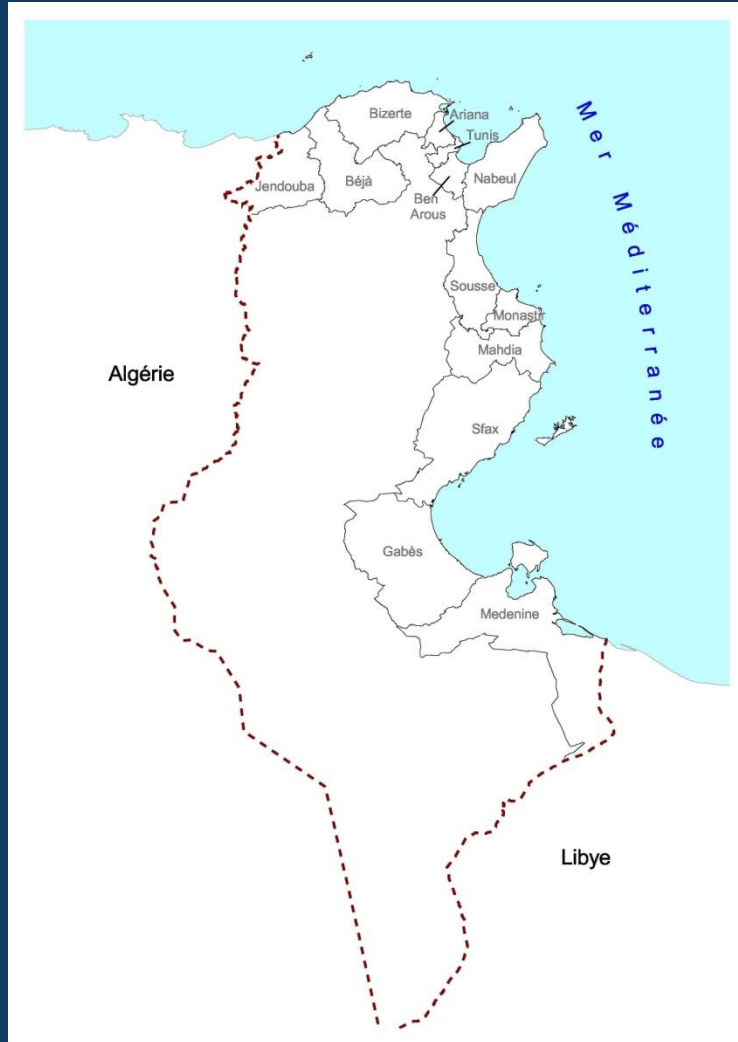 Bizerte
Ariana
Tunis
Jendouba
Béjà
Nabeul
Ben
Arous
Mer Méditerranée
Sousse
Monastir
Mahdia
Algérie
Sfax
Gabès
Medenine
Libye